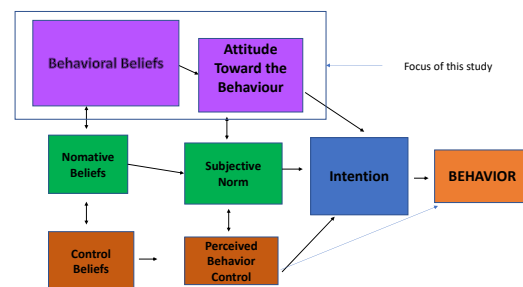 Behavioral Beliefs
Attitude
Toward the
Behaviour
Focus of this study
Nomative
Beliefs
Subjective
Norm
Intention
BEHAVIOR
Control
Beliefs
Perceived
Behavior
Control